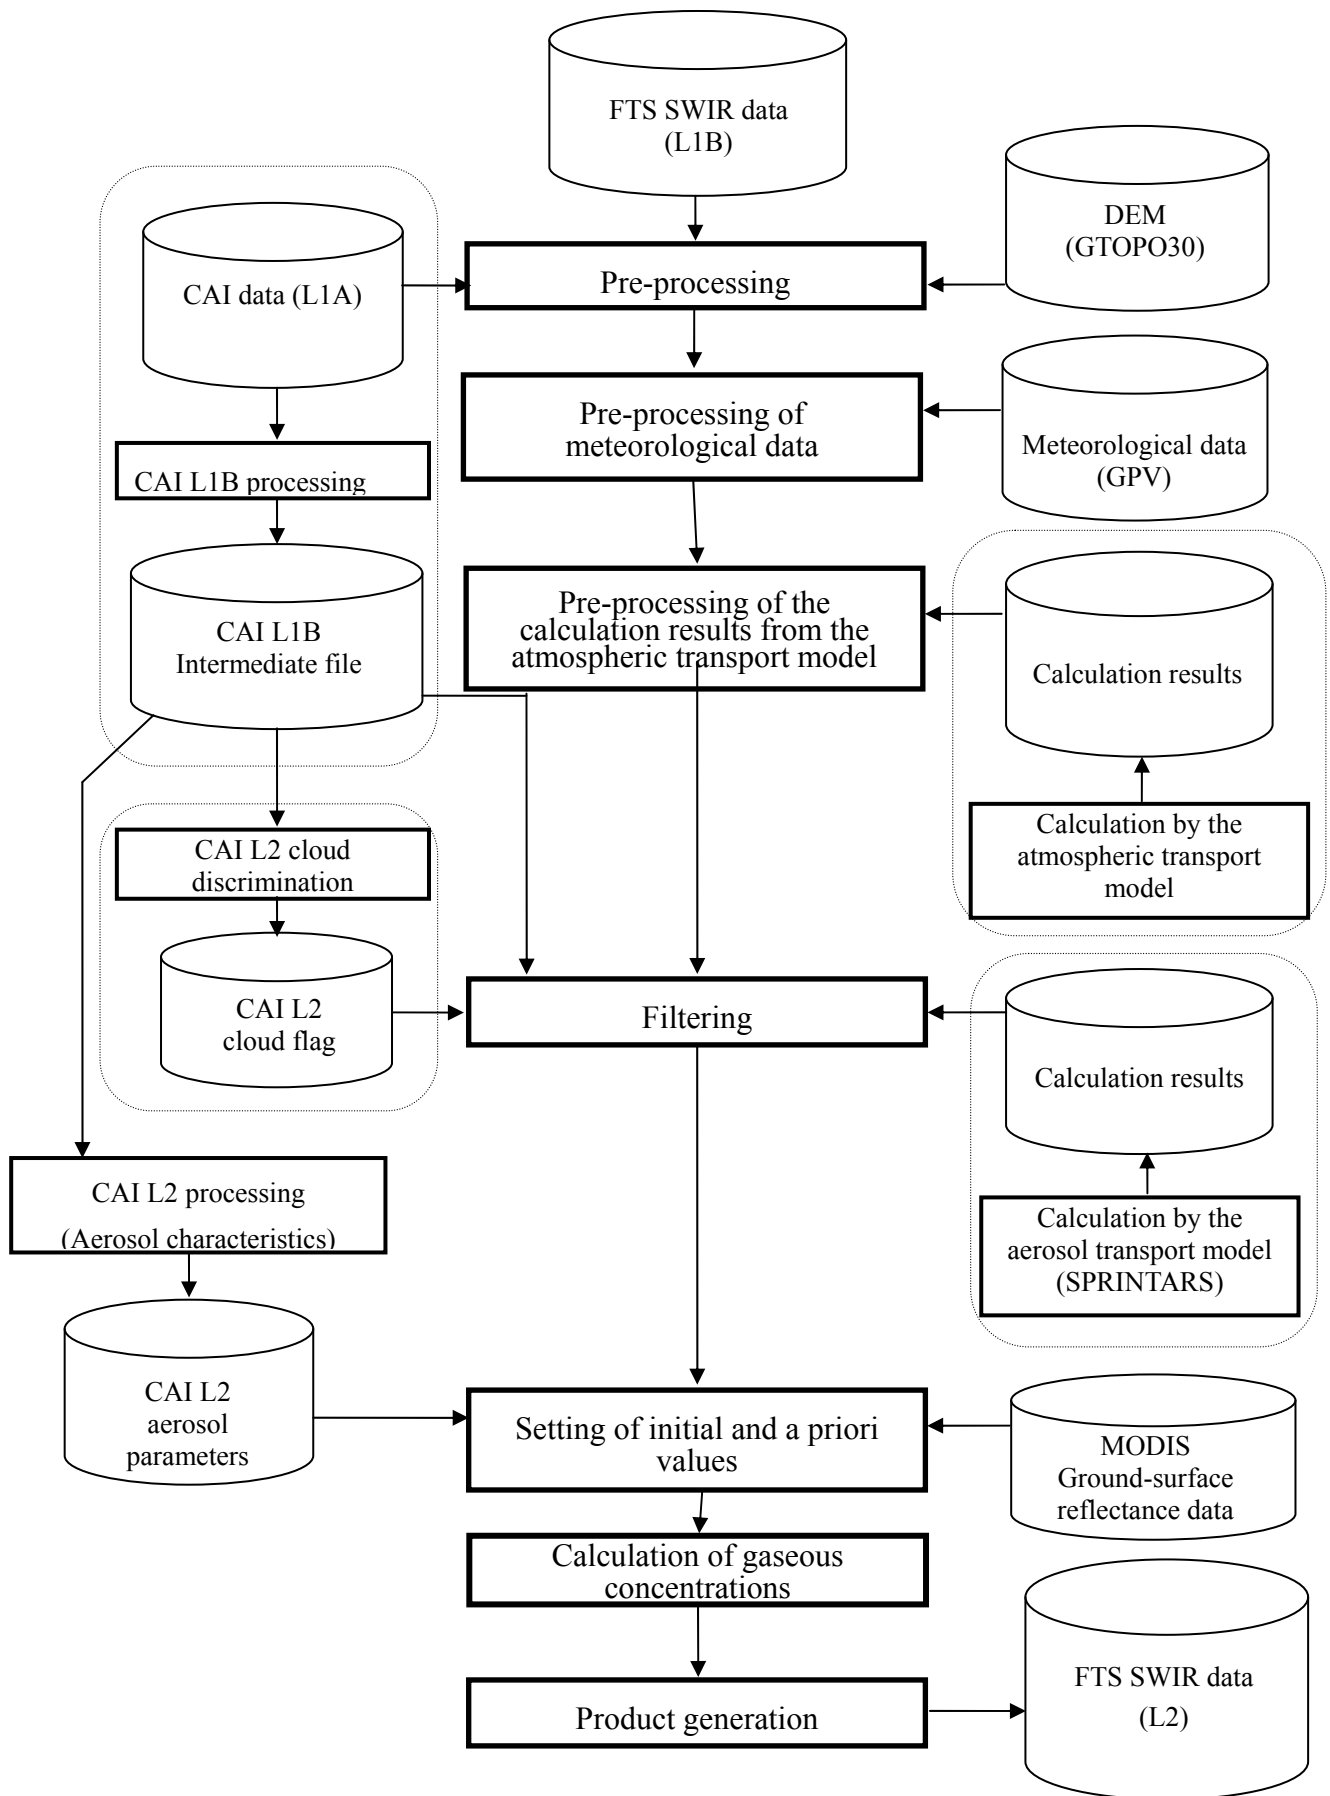 FTS SWIR data
(L1B)
DEM
(GTOPO30)
CAI data (L1A)
Pre-processing
Pre-processing of
meteorological data
Meteorological data
(GPV)
CAI L1B processing
CAI L1B
Intermediate file
Pre-processing of the
calculation results from the
atmospheric transport model
Calculation results
Calculation by the
atmospheric transport
model
CAI L2 cloud
discrimination
CAI L2
cloud flag
Filtering
Calculation results
CAI L2 processing
(Aerosol characteristics)
Calculation by the
aerosol transport model
(SPRINTARS)
CAI L2
aerosol
parameters
Setting of initial and a priori
values
MODIS
Ground-surface
reflectance data
Calculation of gaseous
concentrations
Product generation
FTS SWIR data
(L2)